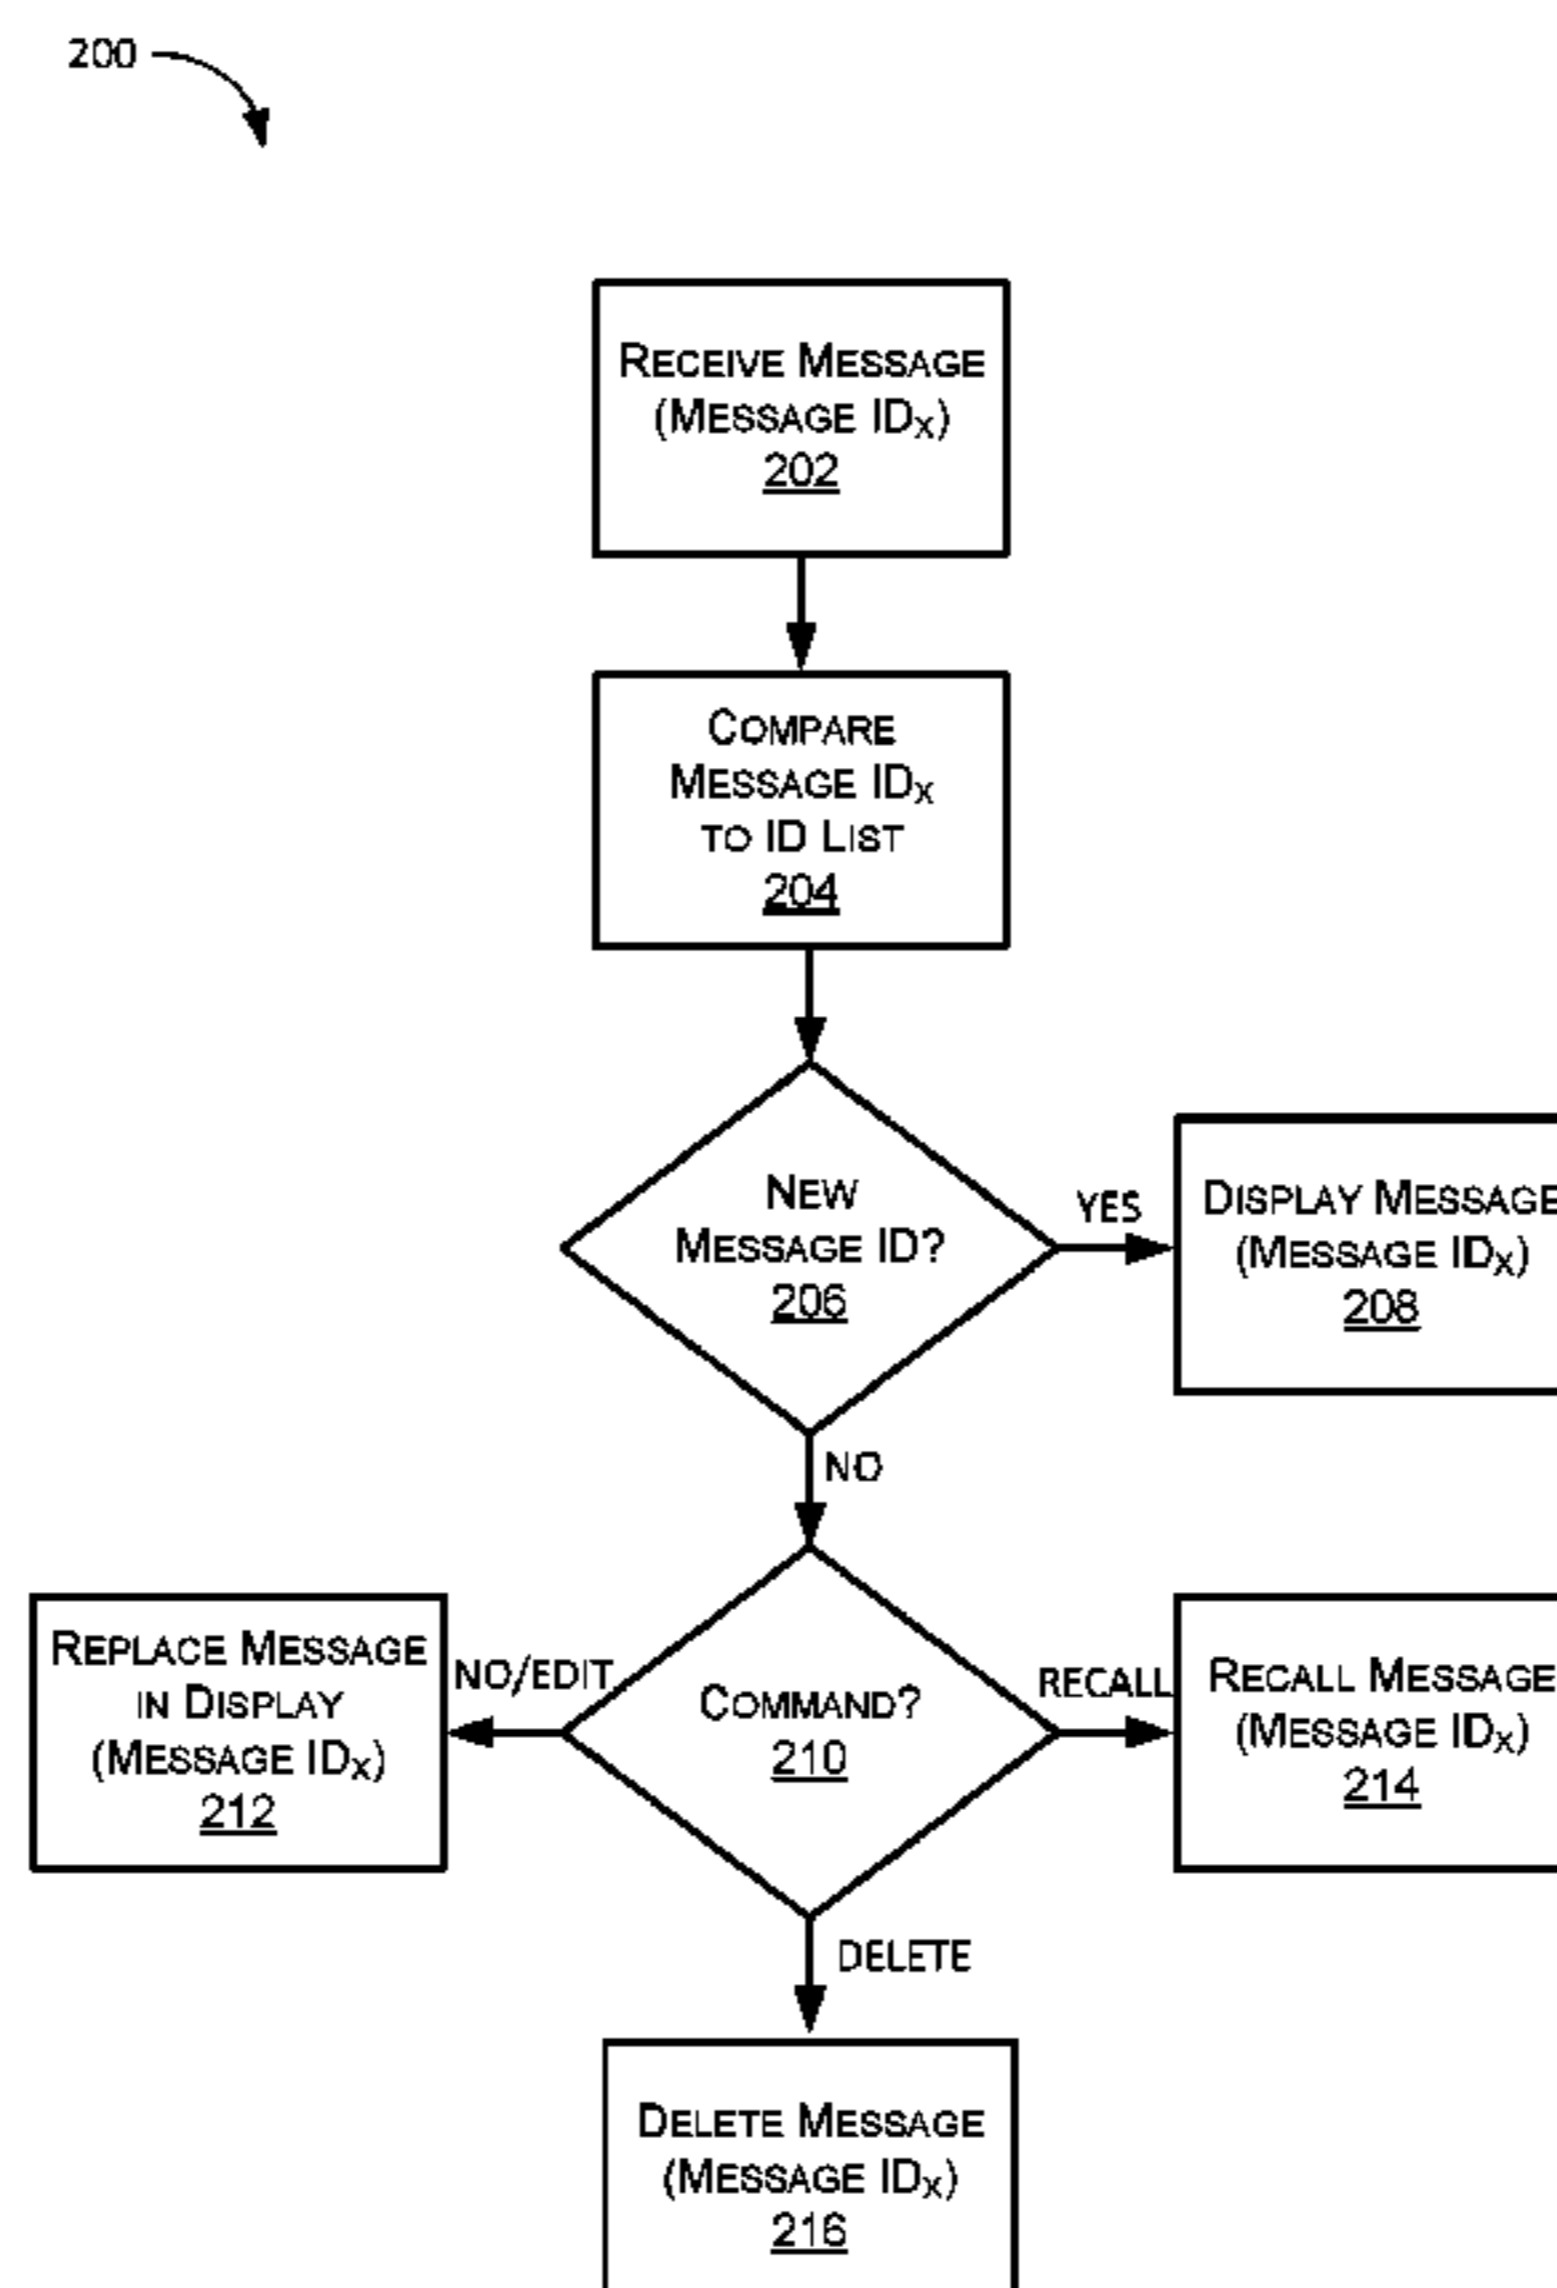 200
RECEIVE MESSAGE
(MESSAGE IDX)
202
COMPARE
MESSAGE IDX
TO ID LIST
204
NEW
MESSAGE ID?
206
YES
DISPLAY MESSAGE
(MESSAGE IDX)
208
NO
COMMAND?
210
NO/EDIT
REPLACE MESSAGE
IN DISPLAY
(MESSAGE IDX)
212
RECALL
RECALL MESSAGE
(MESSAGE IDX)
214
DELETE
DELETE MESSAGE
(MESSAGE IDX)
216